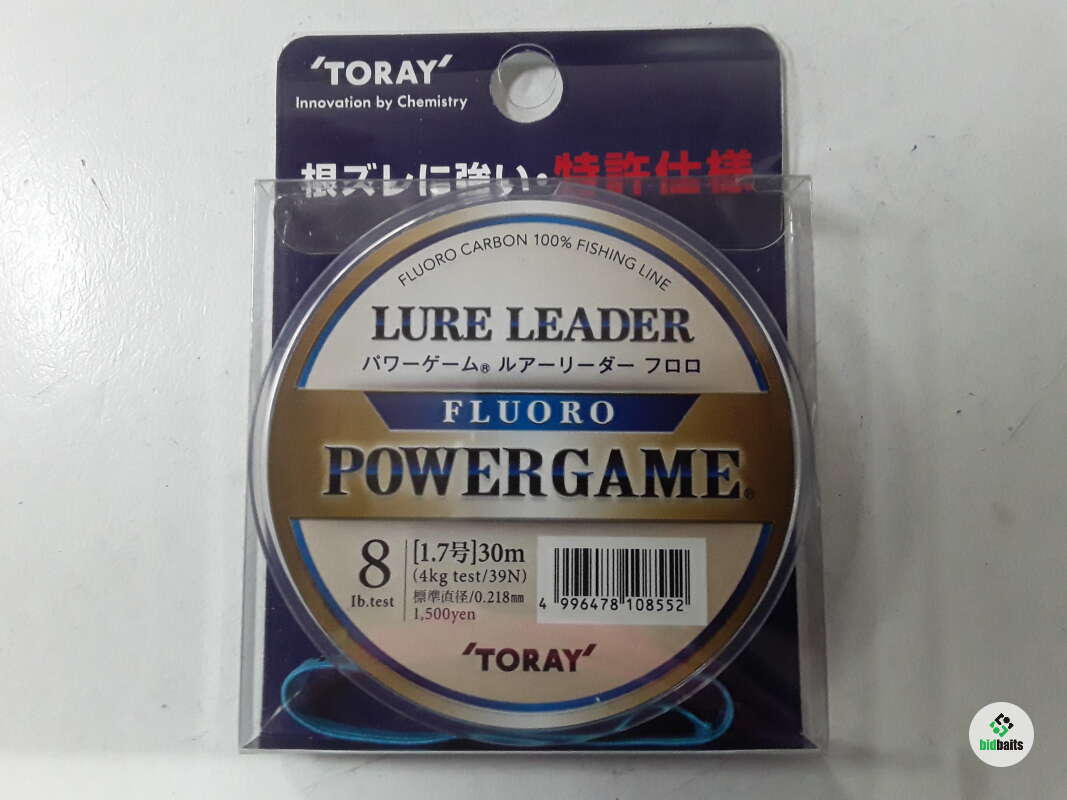 'TORAY'
Innovation by Chemistry
根ズレに強い・特許仕様
FLUORO CARBON 100% FISHING LINE
LURE LEADER
パワーゲーム® ルアーリーダー フロロ
FLUORO
POWERGAME®
8 lb.test
[1.7号]30m
(4kg test/39N)
標準直径/0.218mm
1,500yen
4 996478 108552
'TORAY'
bidbaits